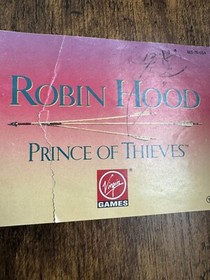 ROBIN HOOD
PRINCE OF THIEVES®
Virgin®
GAMES